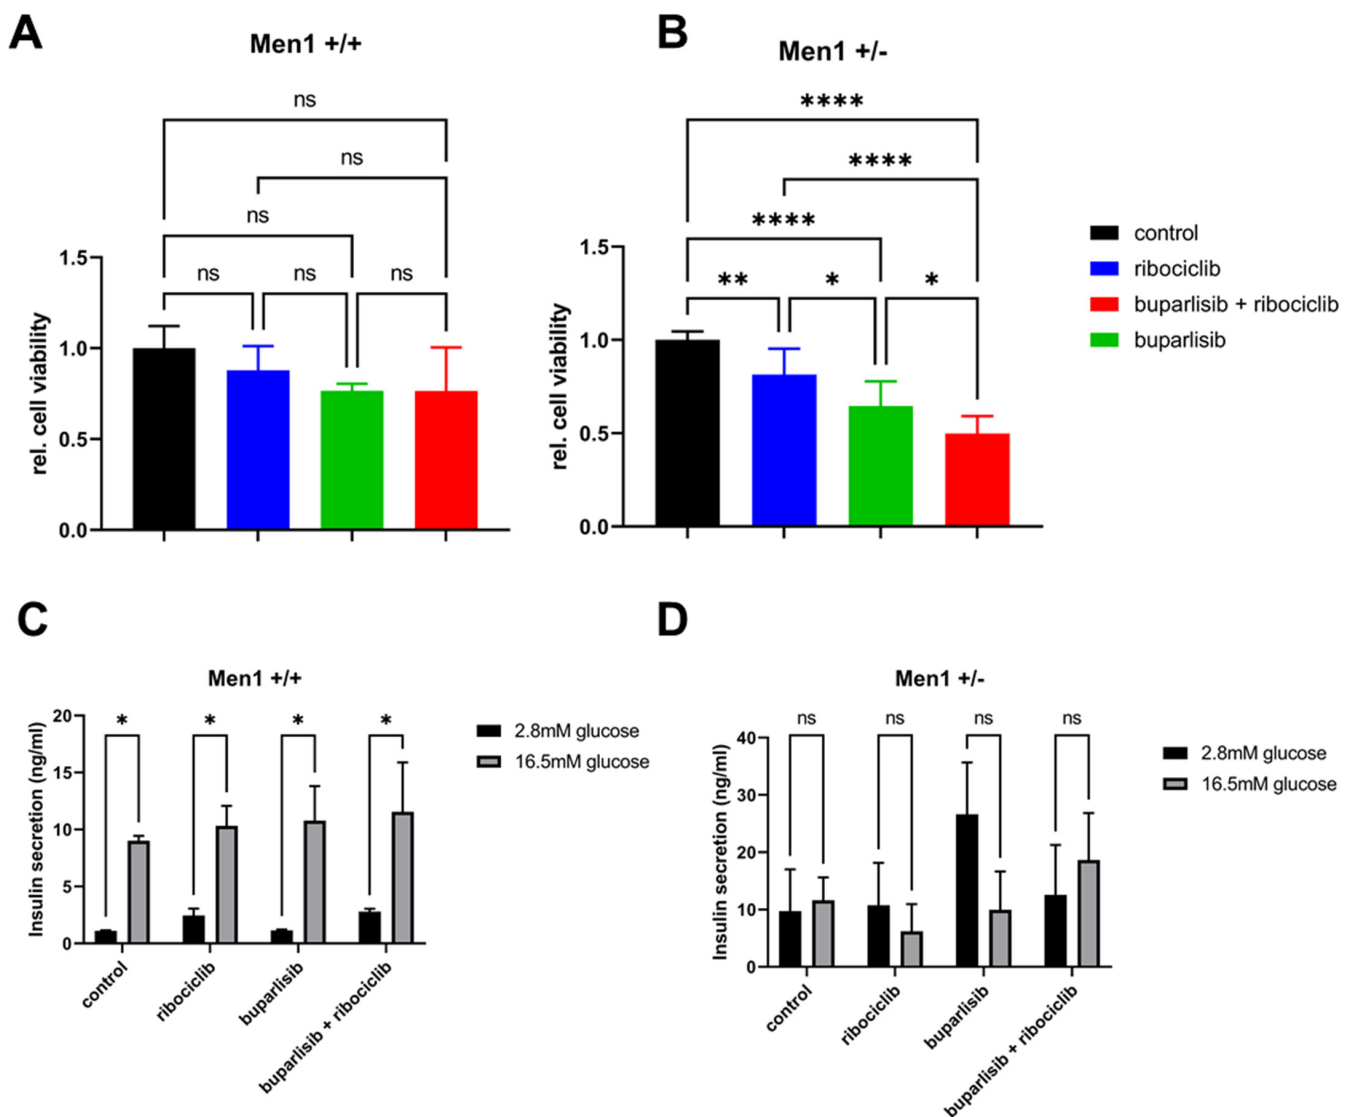 A
Men1 +/+
ns
ns
ns
ns ns ns
1.5
1.0
0.5
0.0
rel. cell viability
B
Men1 +/-
****
****
****
** * *
1.5
1.0
0.5
0.0
rel. cell viability
control
ribociclib
buparlisib + ribociclib
buparlisib
C
Men1 +/+
* * * *
20
15
10
5
0
Insulin secretion (ng/ml)
control
ribociclib
buparlisib
buparlisib + ribociclib
2.8mM glucose
16.5mM glucose
D
Men1 +/-
ns ns ns ns
40
30
20
10
0
Insulin secretion (ng/ml)
control
ribociclib
buparlisib
buparlisib + ribociclib
2.8mM glucose
16.5mM glucose